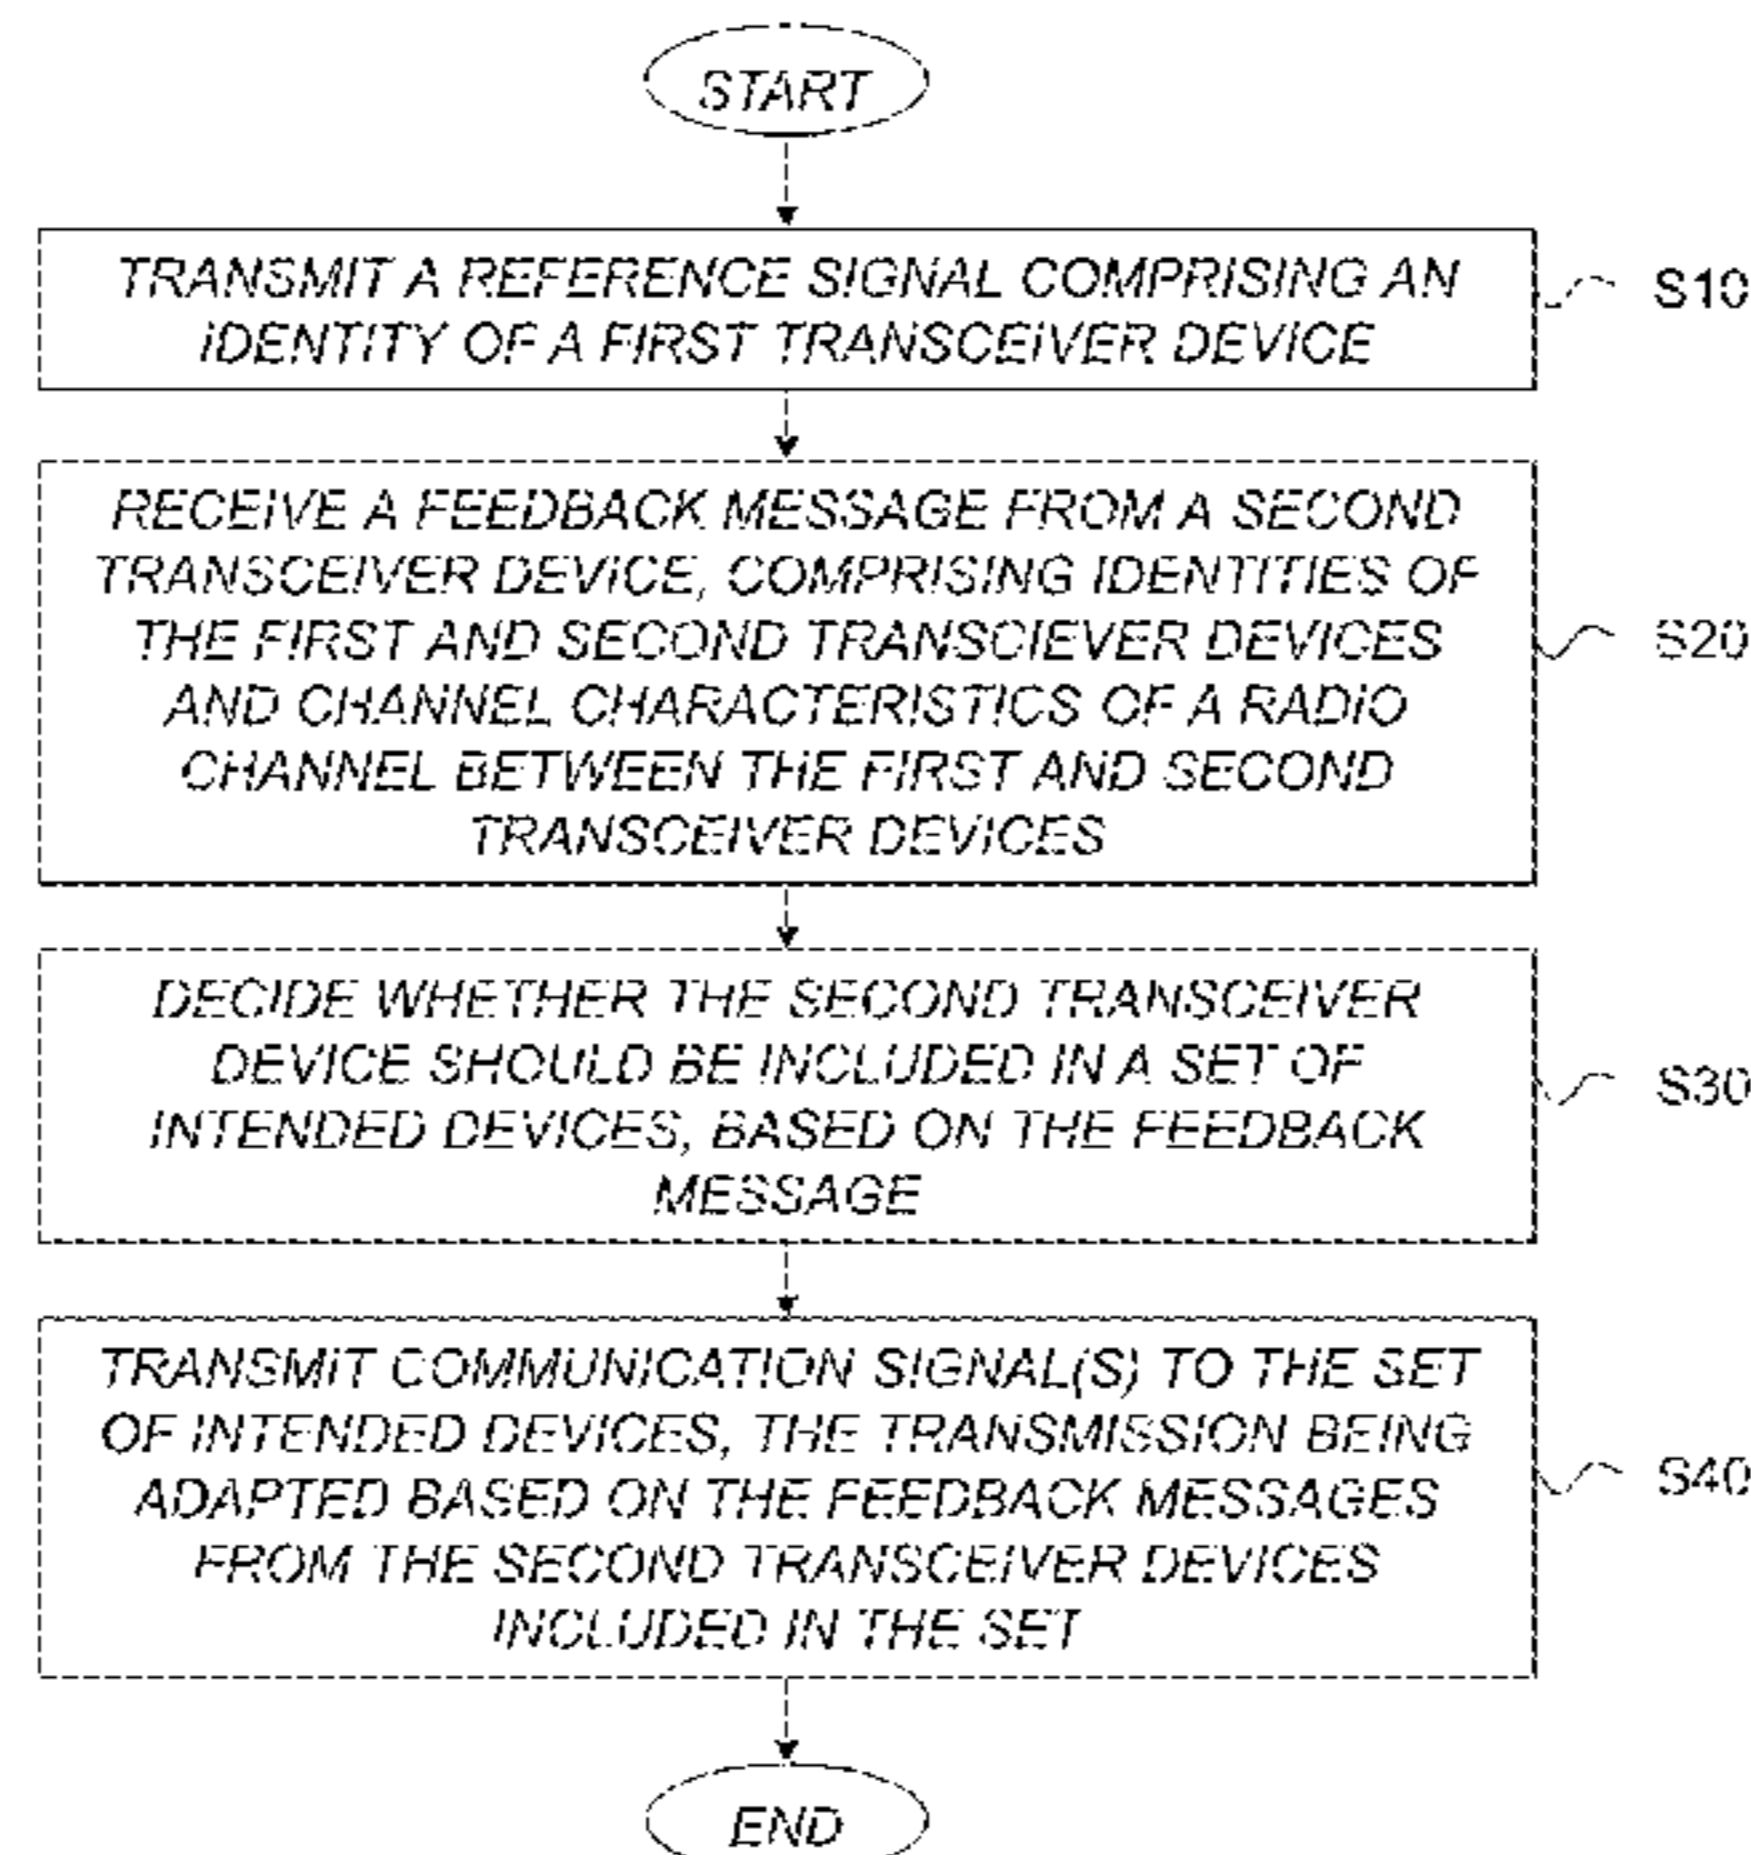 START
TRANSMIT A REFERENCE SIGNAL COMPRISING AN
IDENTITY OF A FIRST TRANSCEIVER DEVICE
S10
RECEIVE A FEEDBACK MESSAGE FROM A SECOND
TRANSCEIVER DEVICE, COMPRISING IDENTITIES OF
THE FIRST AND SECOND TRANSCIEVER DEVICES
AND CHANNEL CHARACTERISTICS OF A RADIO
CHANNEL BETWEEN THE FIRST AND SECOND
TRANSCEIVER DEVICES
S20
DECIDE WHETHER THE SECOND TRANSCEIVER
DEVICE SHOULD BE INCLUDED IN A SET OF
INTENDED DEVICES, BASED ON THE FEEDBACK
MESSAGE
S30
TRANSMIT COMMUNICATION SIGNAL(S) TO THE SET
OF INTENDED DEVICES, THE TRANSMISSION BEING
ADAPTED BASED ON THE FEEDBACK MESSAGES
FROM THE SECOND TRANSCEIVER DEVICES
INCLUDED IN THE SET
S40
END